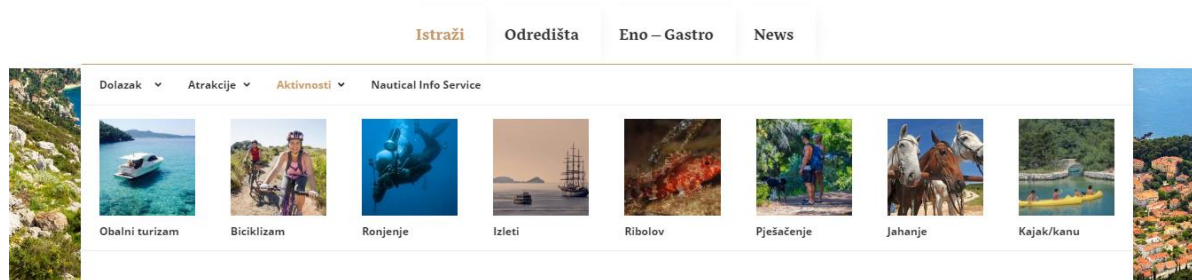 Istraži Odredišta Eno – Gastro News
Dolazak Atrakcije Aktivnosti Nautical Info Service
Obalni turizam Biciklizam Ronjenje Izleti Ribolov Pješačenje Jahanje Kajak/kanu